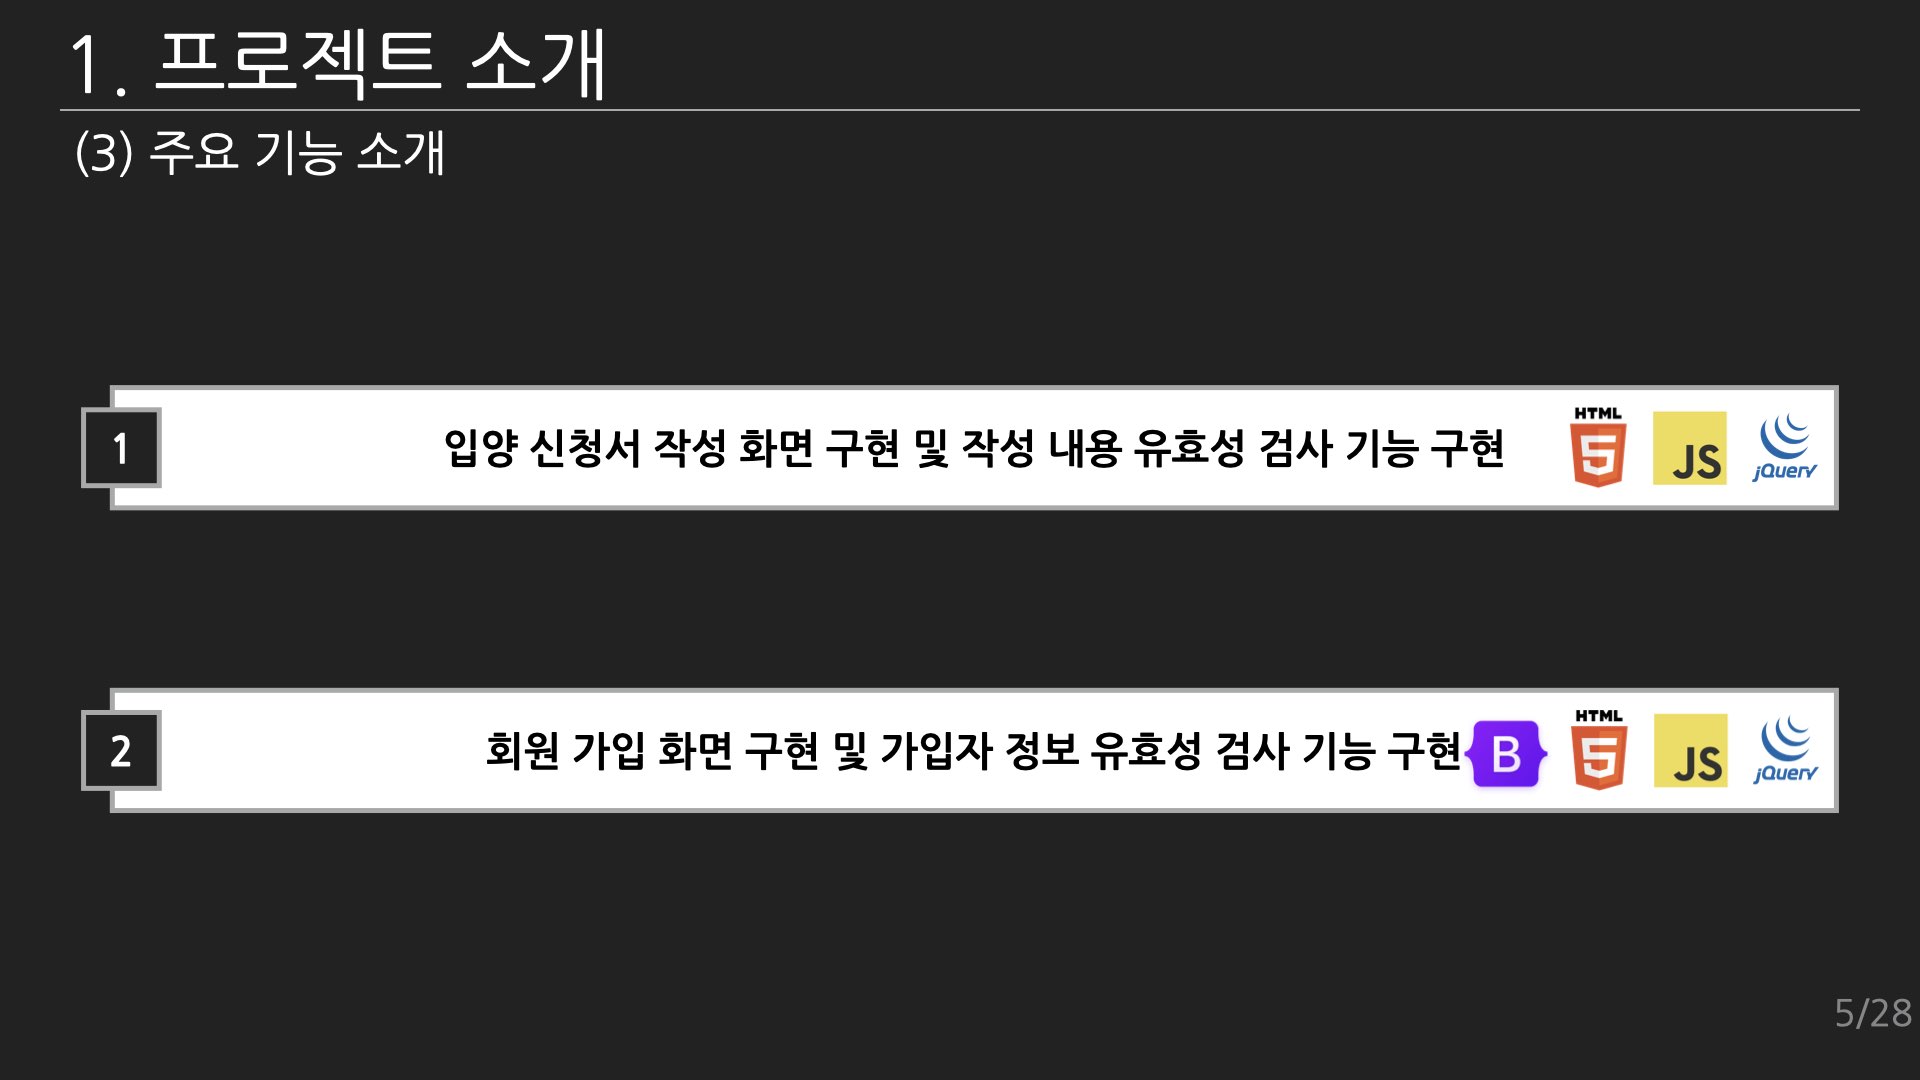 1. 프로젝트 소개
(3) 주요 기능 소개
1
입양 신청서 작성 화면 구현 및 작성 내용 유효성 검사 기능 구현
HTML
5
JS
jQuery
2
회원 가입 화면 구현 및 가입자 정보 유효성 검사 기능 구현
B
HTML
5
JS
jQuery
5/28